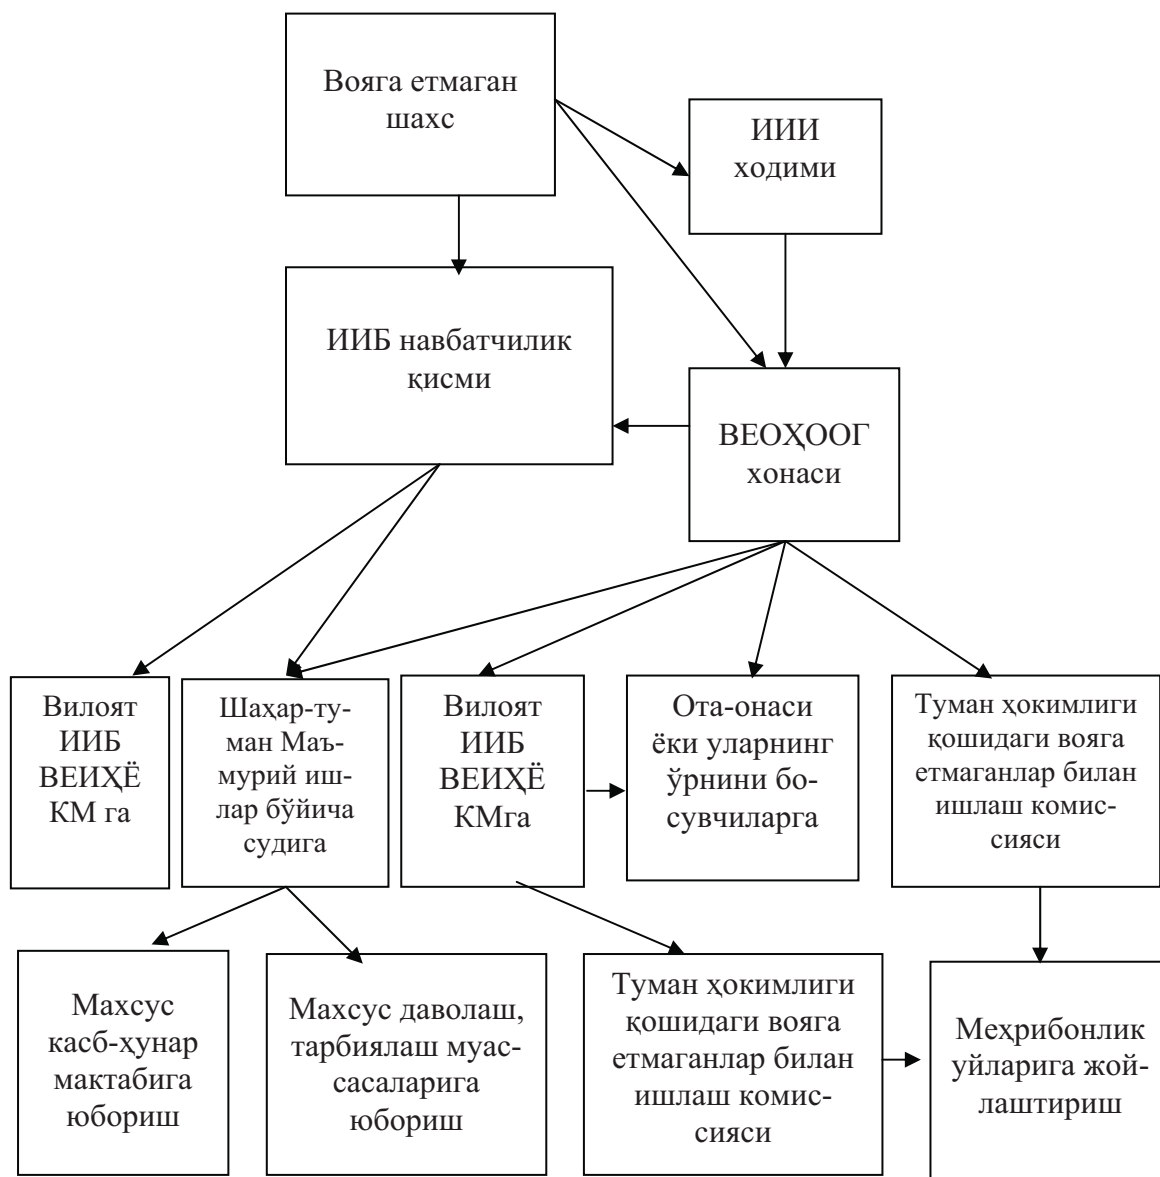 Вояга етмаган
шахс
ИИИ
ходими
ИИБ навбатчилик
қисми
ВЕОҲООГ
хонаси
Вилоят
ИИБ
ВЕИҲЁ
КМ га
Шаҳар-ту-
ман Маъ-
мурий иш-
лар бўйича
судига
Вилоят
ИИБ
ВЕИҲЁ
КМга
Ота-онаси
ёки уларнинг
ўрнини бо-
сувчиларга
Туман ҳокимлиги
қошидаги вояга
етмаганлар билан
ишлаш комис-
сияси
Махсус
касб-ҳунар
мактабига
юбориш
Махсус даволаш,
тарбиялаш муас-
сасаларига
юбориш
Туман ҳокимлиги
қошидаги вояга
етмаганлар билан
ишлаш комис-
сияси
Меҳрибонлик
уйларига жой-
лаштириш